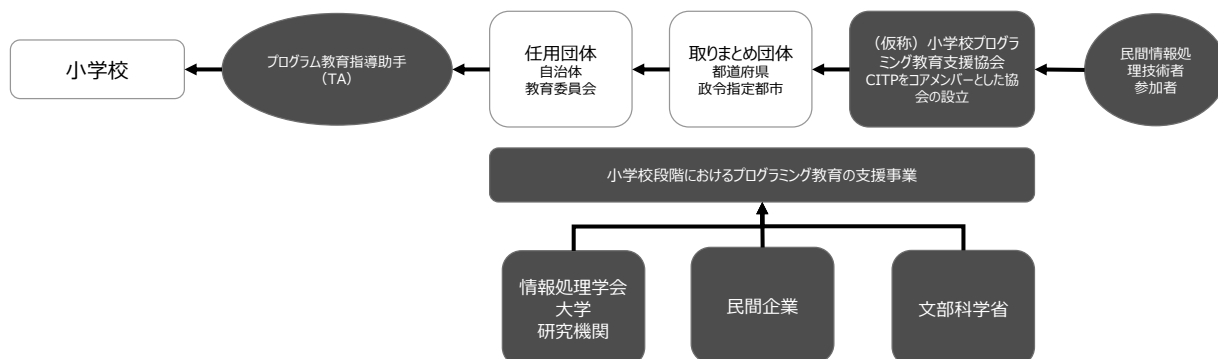 小学校
プログラム教育指導助手
（TA）
任用団体
自治体
教育委員会
取りまとめ団体
都道府県
政令指定都市
（仮称）小学校プログラ
ミング教育支援協会
CITPをコアメンバーとした協
会の設立
民間情報処
理技術者
参加者
小学校段階におけるプログラミング教育の支援事業
情報処理学会
大学
研究機関
民間企業
文部科学省